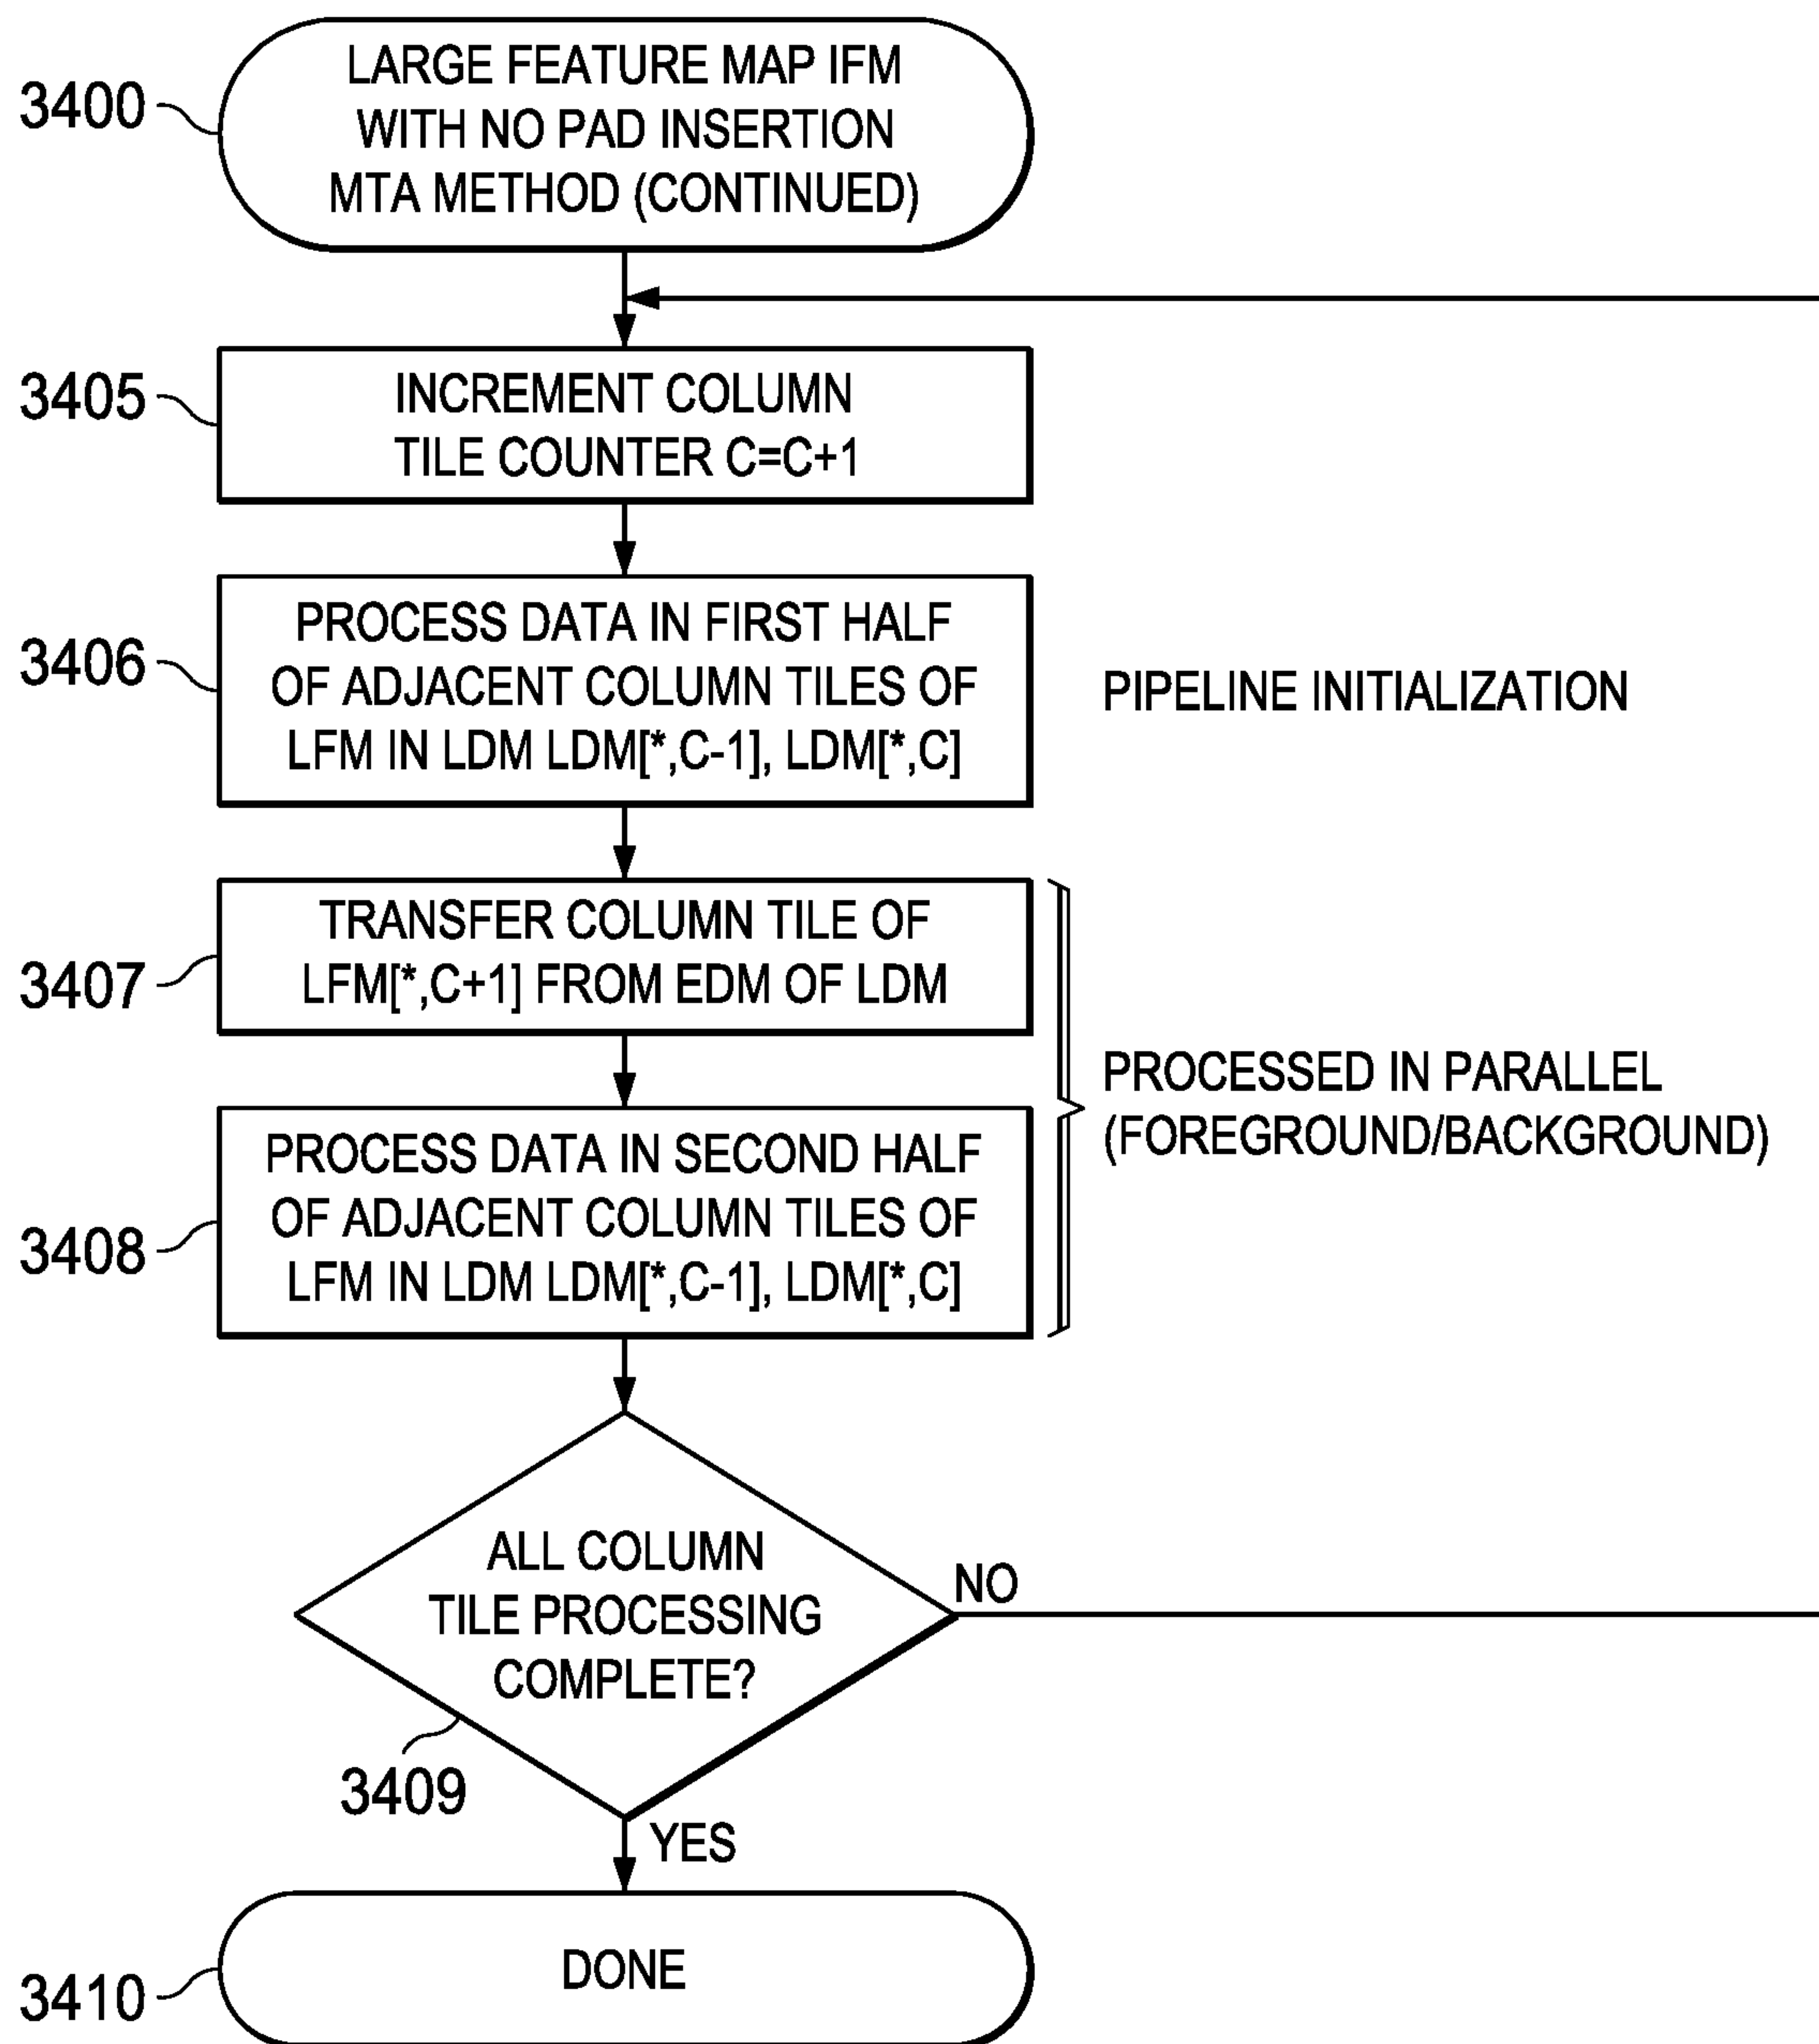 3400
LARGE FEATURE MAP IFM
WITH NO PAD INSERTION
MTA METHOD (CONTINUED)
3405
INCREMENT COLUMN
TILE COUNTER C=C+1
3406
PROCESS DATA IN FIRST HALF
OF ADJACENT COLUMN TILES OF
LFM IN LDM LDM[*,C-1], LDM[*,C]
PIPELINE INITIALIZATION
3407
TRANSFER COLUMN TILE OF
LFM[*,C+1] FROM EDM OF LDM
PROCESSED IN PARALLEL
(FOREGROUND/BACKGROUND)
3408
PROCESS DATA IN SECOND HALF
OF ADJACENT COLUMN TILES OF
LFM IN LDM LDM[*,C-1], LDM[*,C]
ALL COLUMN
TILE PROCESSING
COMPLETE?
NO
3409
YES
3410
DONE